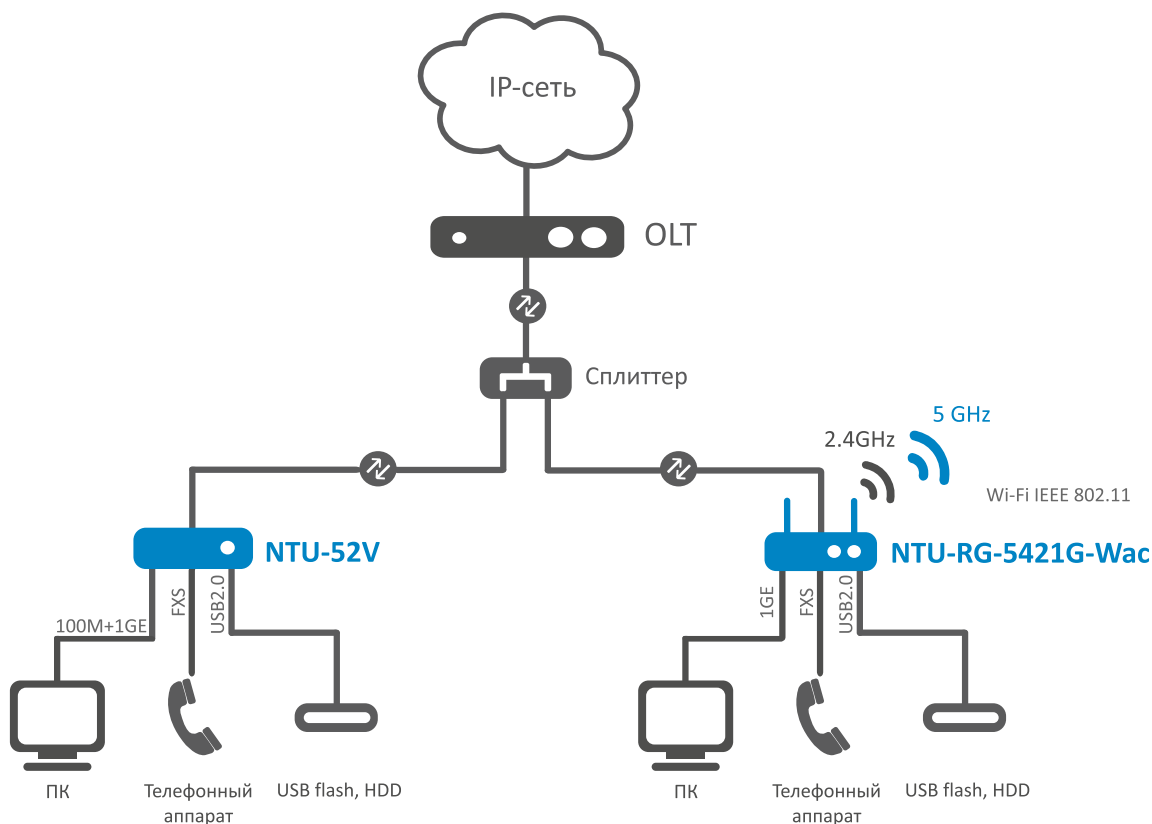 IP-сеть
OLT
Сплиттер
5 GHz
2.4GHz
Wi-Fi IEEE 802.11
NTU-52V
NTU-RG-5421G-Wac
100M+1GE
FXS
USB2.0
1GE
FXS
USB2.0
ПК
Телефонный
аппарат
USB flash, HDD
ПК
Телефонный
аппарат
USB flash, HDD